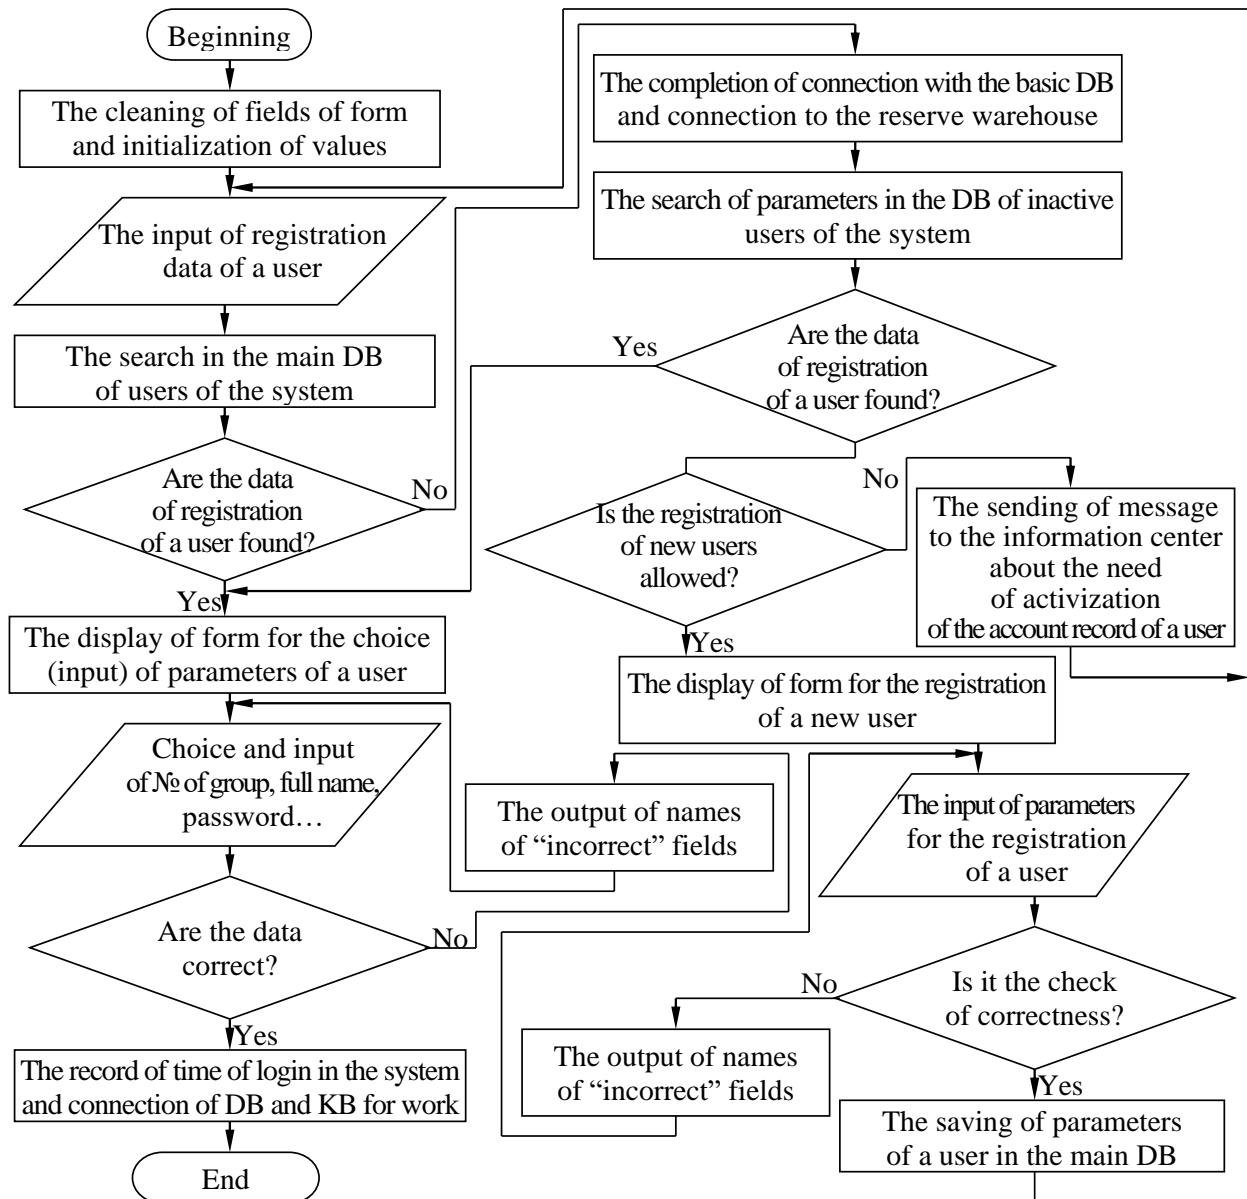 Beginning
The cleaning of fields of form
and initialization of values
The input of registration
data of a user
The search in the main DB
of users of the system
Are the data
of registration
of a user found?
No
Yes
The display of form for the choice
(input) of parameters of a user
Choice and input
of № of group, full name,
password…
Are the data
correct?
No
Yes
The record of time of login in the system
and connection of DB and KB for work
End
The completion of connection with the basic DB
and connection to the reserve warehouse
The search of parameters in the DB of inactive
users of the system
Are the data
of registration
of a user found?
Yes
Is the registration
of new users
allowed?
No
Yes
The sending of message
to the information center
about the need
of activization
of the account record of a user
The display of form for the registration
of a new user
The output of names
of “incorrect” fields
The input of parameters
for the registration
of a user
Is it the check
of correctness?
No
Yes
The output of names
of “incorrect” fields
The saving of parameters
of a user in the main DB